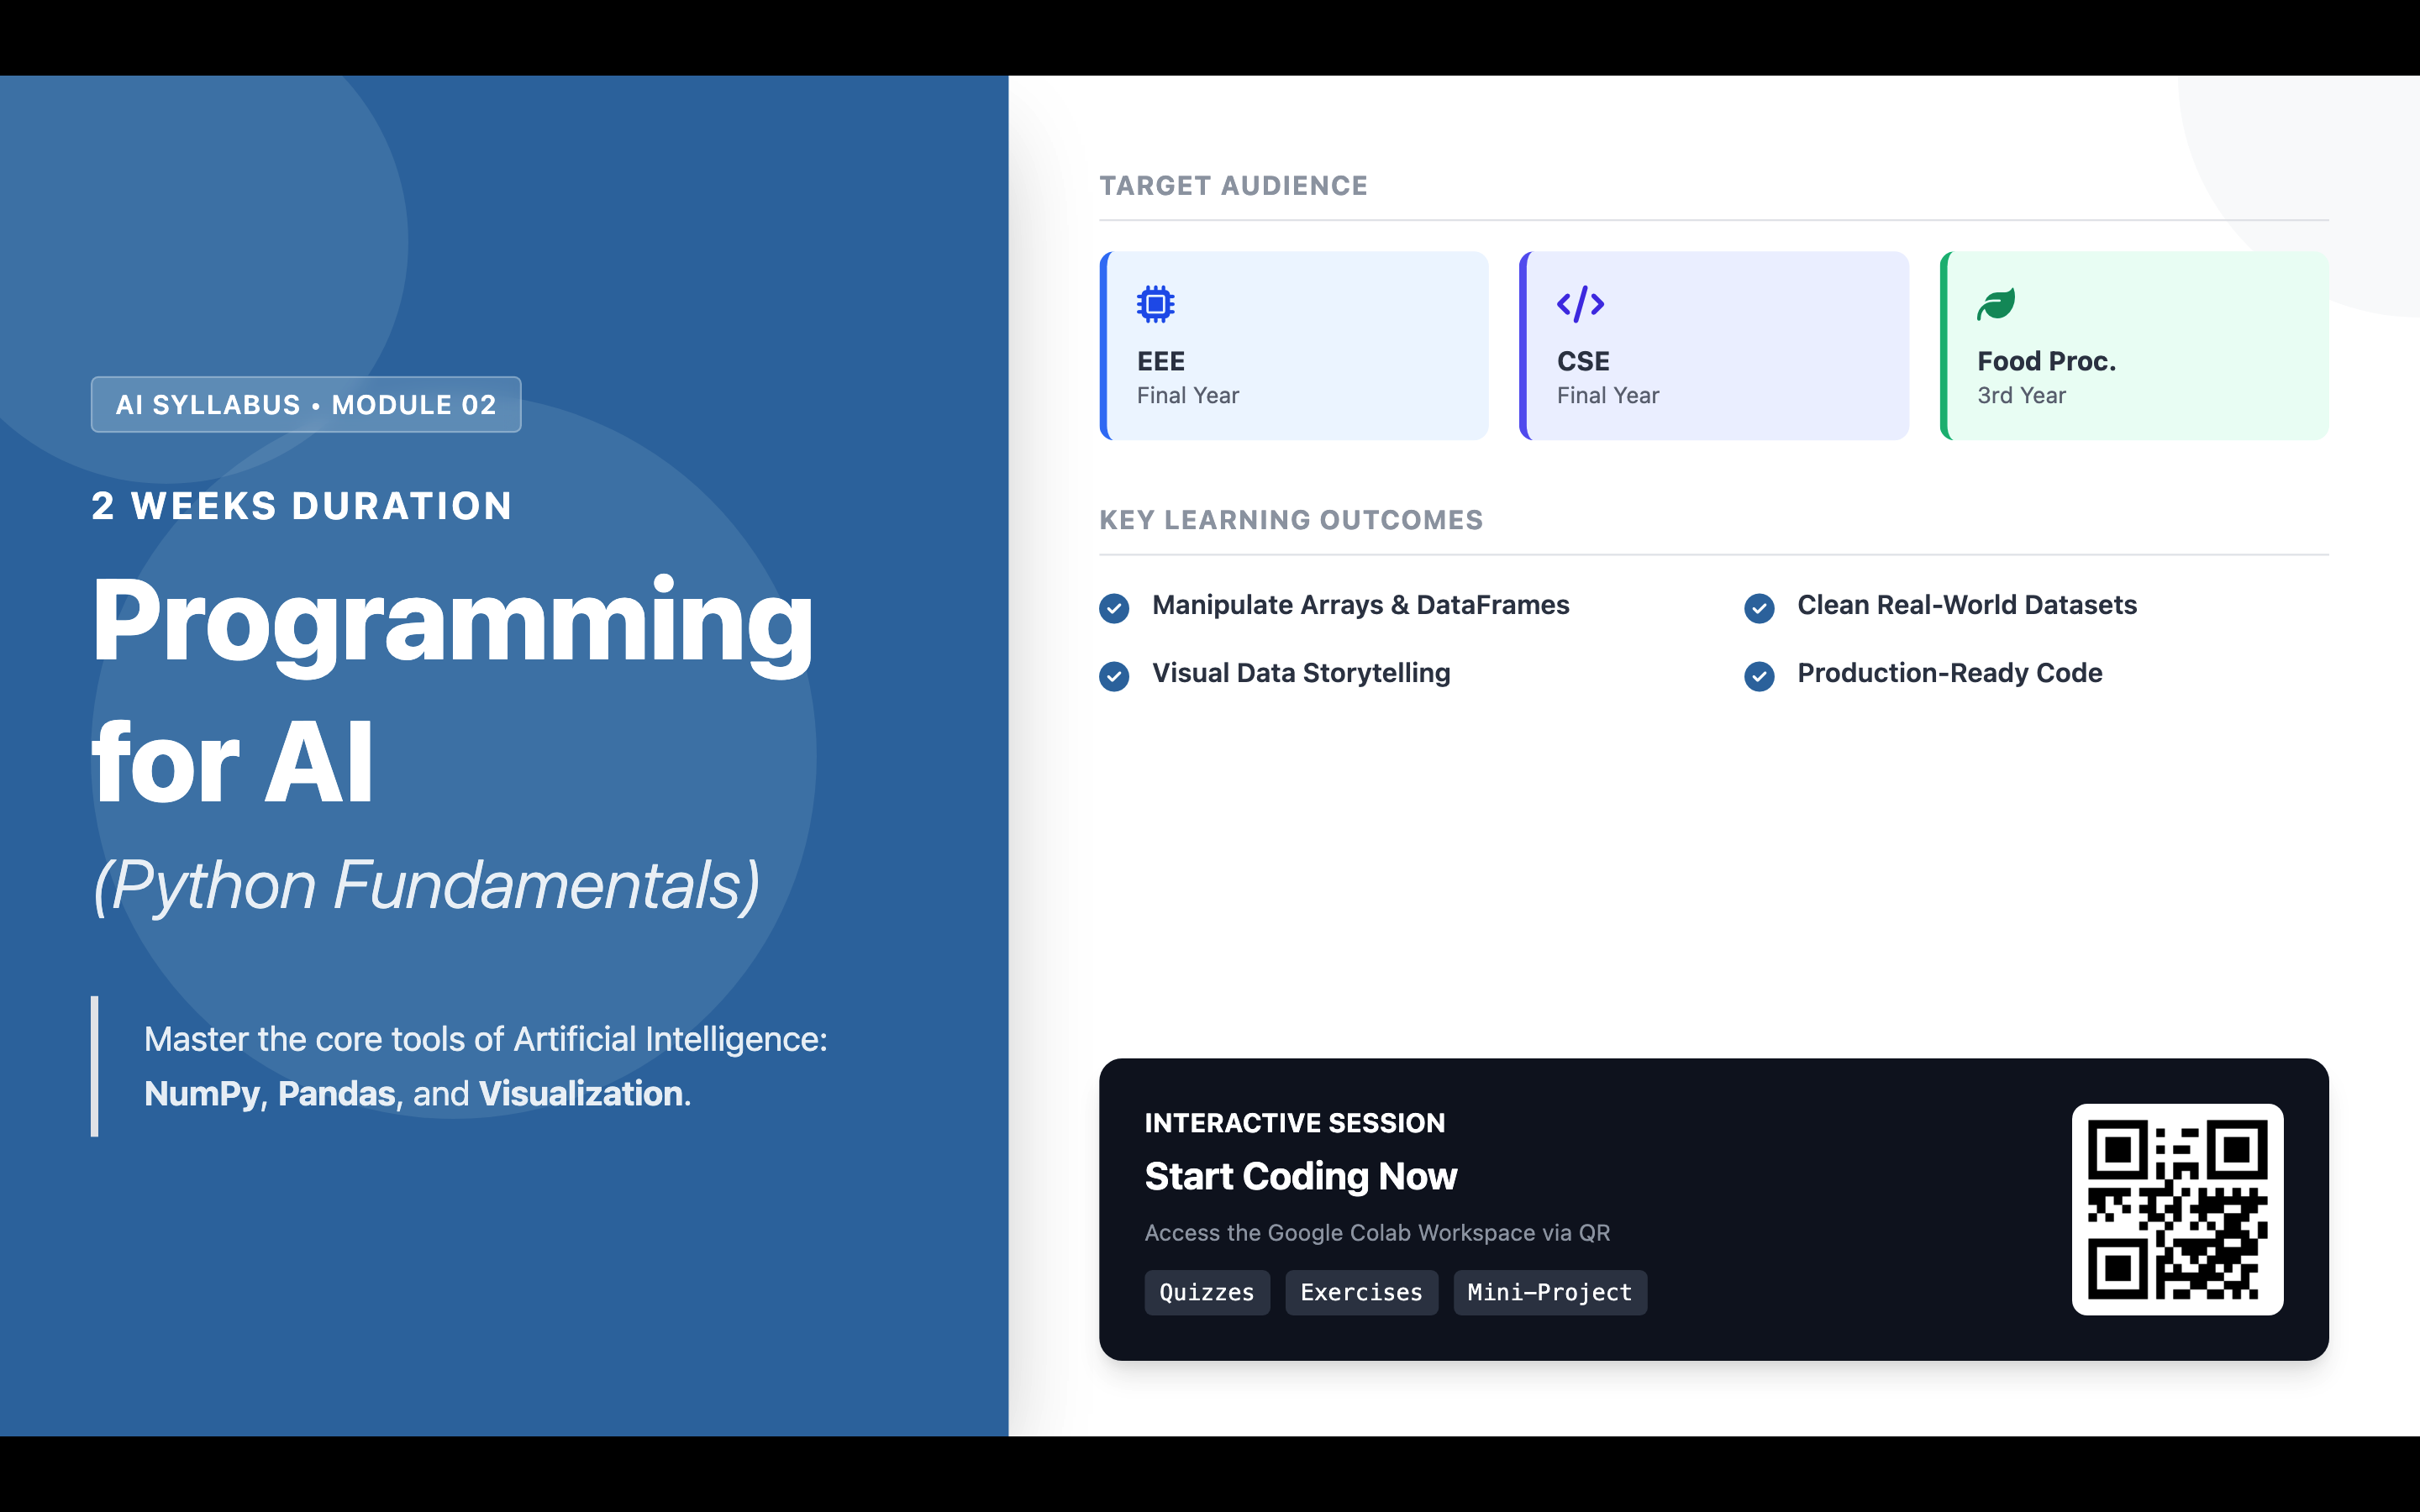 AI SYLLABUS • MODULE 02
2 WEEKS DURATION
Programming
for AI
(Python Fundamentals)
Master the core tools of Artificial Intelligence:
NumPy, Pandas, and Visualization.
TARGET AUDIENCE
EEE
Final Year
CSE
Final Year
Food Proc.
3rd Year
KEY LEARNING OUTCOMES
Manipulate Arrays & DataFrames
Clean Real-World Datasets
Visual Data Storytelling
Production-Ready Code
INTERACTIVE SESSION
Start Coding Now
Access the Google Colab Workspace via QR
Quizzes
Exercises
Mini-Project